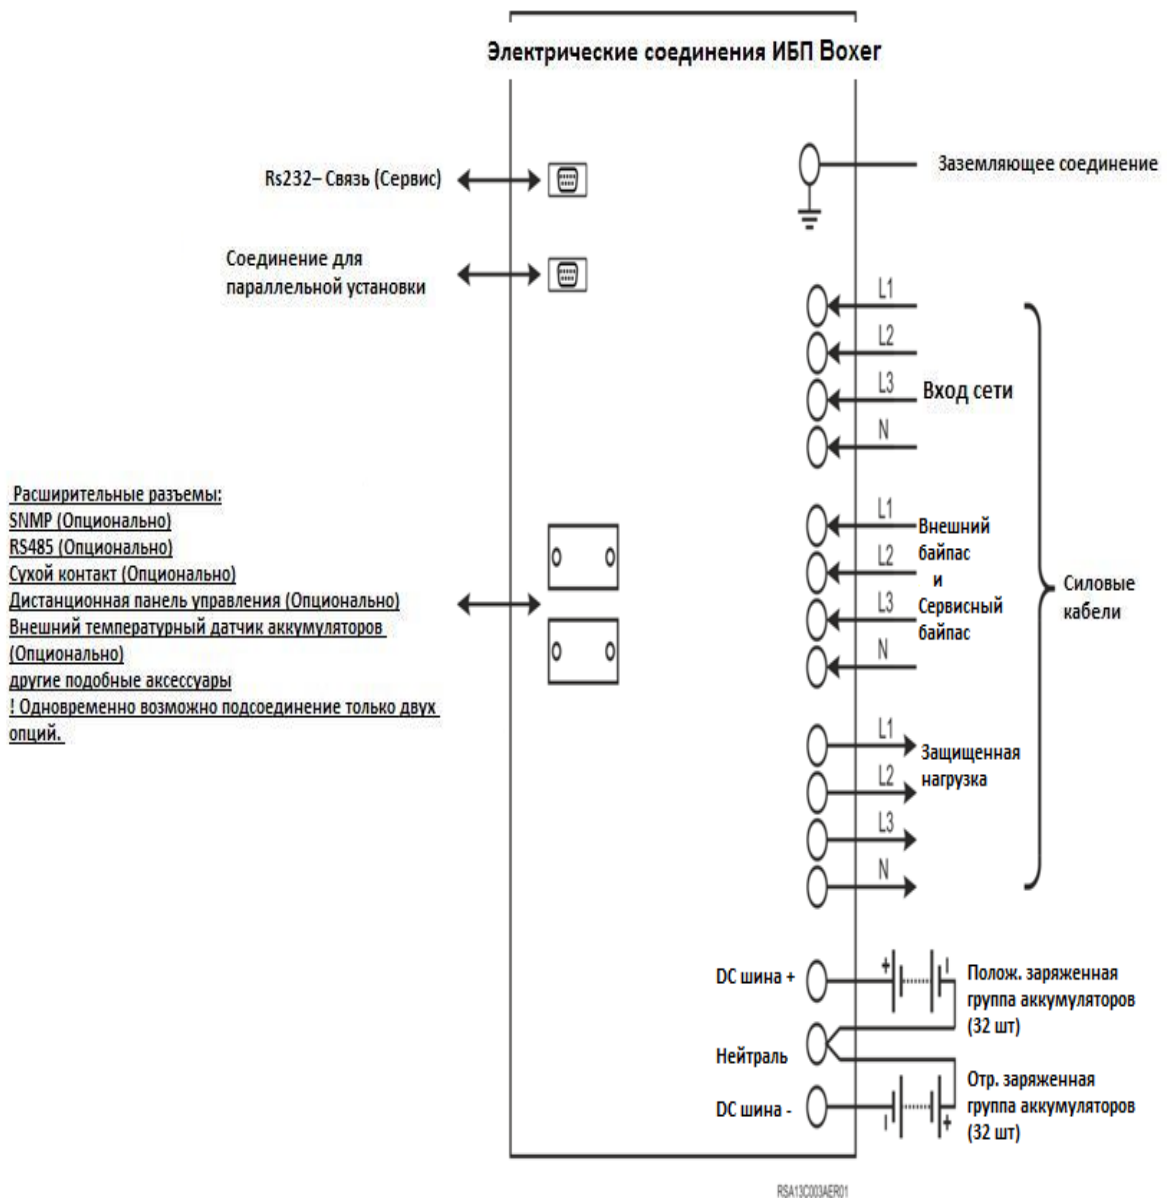 Электрические соединения ИБП Boxer
Rs232– Связь (Сервис)
Соединение для
параллельной установки
Расширительные разъемы:
SNMP (Опционально)
RS485 (Опционально)
Сухой контакт (Опционально)
Дистанционная панель управления (Опционально)
Внешний температурный датчик аккумуляторов
(Опционально)
другие подобные аксессуары
! Одновременно возможно подсоединение только двух
опций.
Заземляющее соединение
L1
L2
L3
N
Вход сети
L1
L2
L3
N
Внешний
байпас
и
Сервисный
байпас
L1
L2
L3
N
Защищенная
нагрузка
Силовые
кабели
DC шина +
Нейтраль
DC шина -
+
-
Полож. заряженная
группа аккумуляторов
(32 шт)
-
+
Отр. заряженная
группа аккумуляторов
(32 шт)
RSA13C003AER01